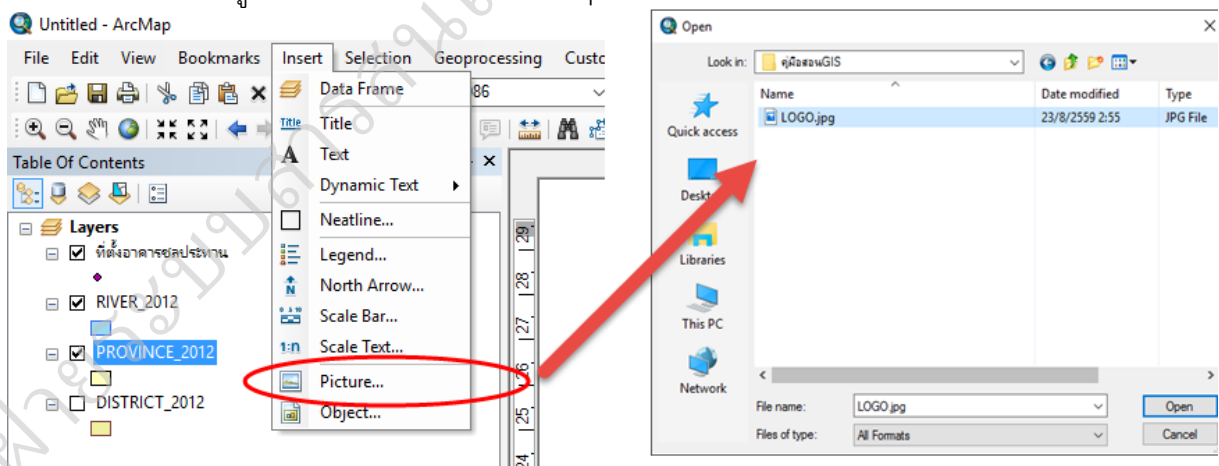 Untitled - ArcMap
File Edit View Bookmarks Insert Selection Geoprocessing Custo
Data Frame
Title Title
A Text
Dynamic Text
Neatline...
Legend...
N North Arrow...
Scale Bar...
1:n Scale Text...
Picture...
Object...
Table Of Contents
Layers
ที่ตั้งอาคารชลประทาน
RIVER_2012
PROVINCE_2012
DISTRICT_2012
29
28
27
26
25
24
Open
Look in: คู่มือสอนGIS
Name Date modified Type
LOGO.jpg 23/8/2559 2:55 JPG File
Quick access
Libraries
This PC
Network
File name: LOGO.jpg Open
Files of type: All Formats Cancel